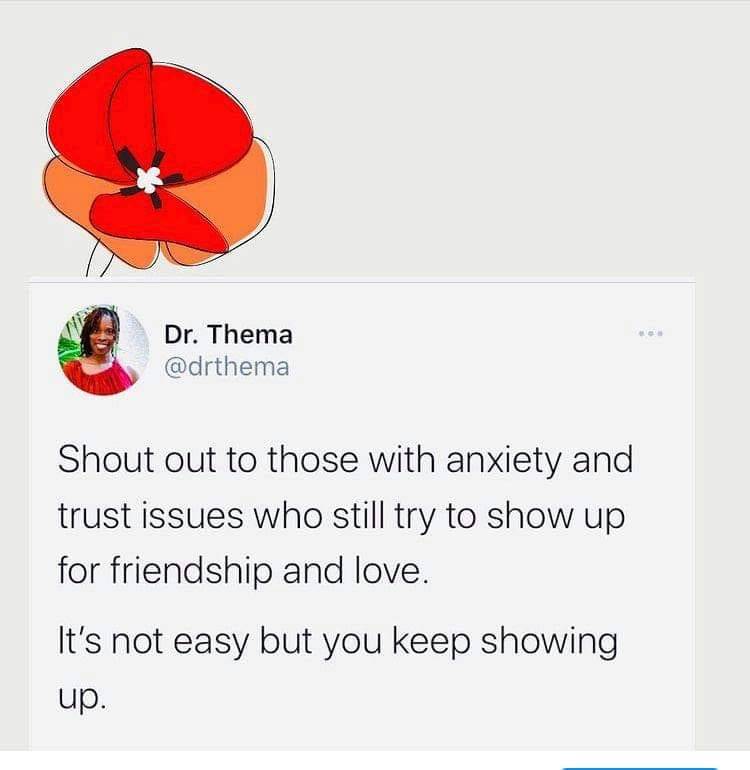 Dr. Thema
@drthema
Shout out to those with anxiety and
trust issues who still try to show up
for friendship and love.
It's not easy but you keep showing
up.